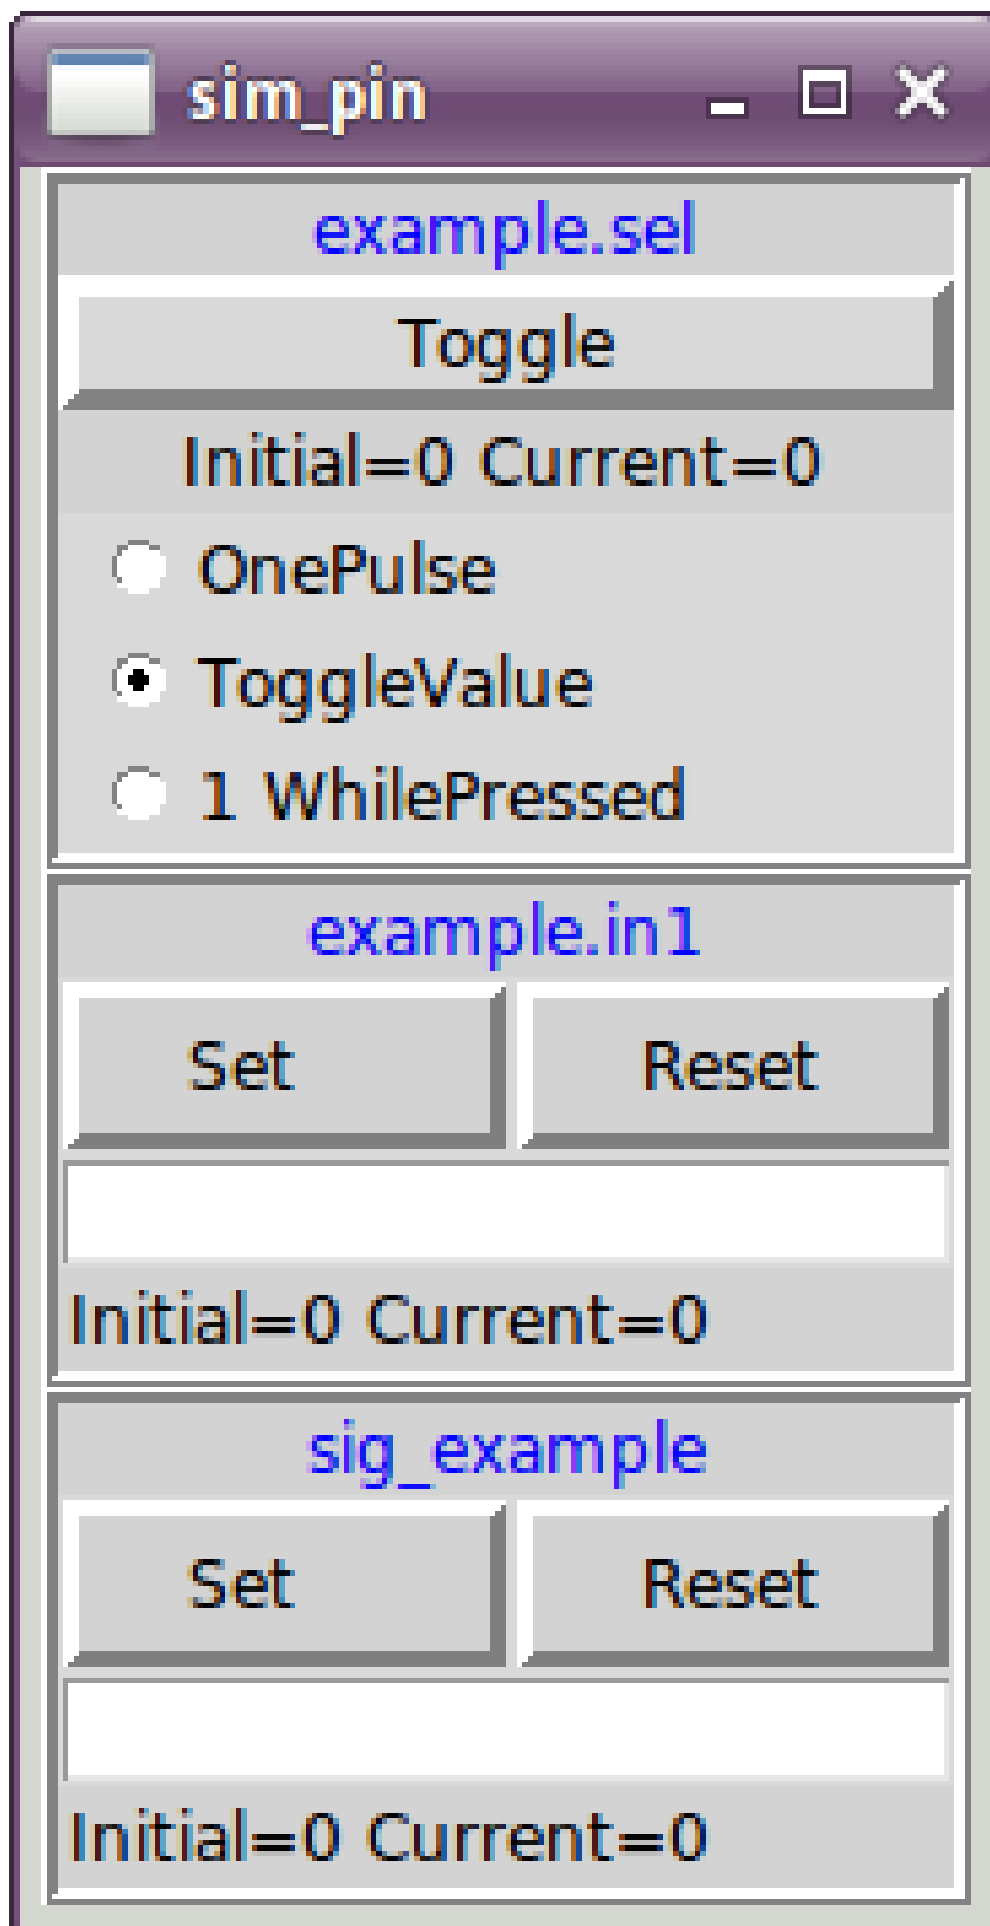 sim_pin
example.sel
Toggle
Initial=0 Current=0
OnePulse
ToggleValue
1 WhilePressed
example.in1
Set Reset
Initial=0 Current=0
sig_example
Set Reset
Initial=0 Current=0